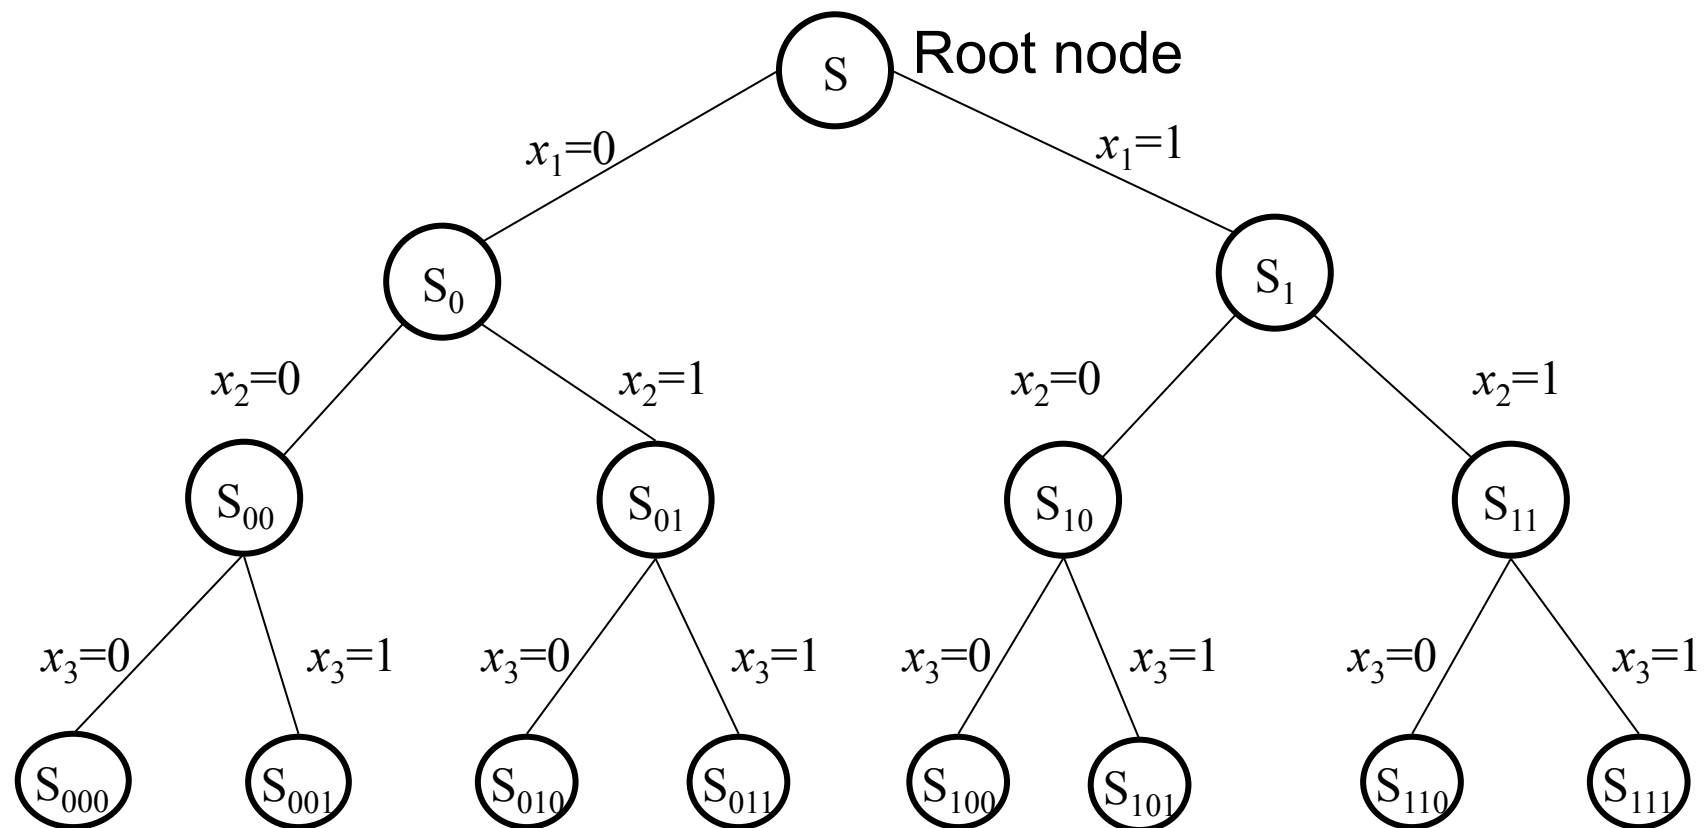 S Root node
x₁=0 x₁=1
S₀ S₁
x₂=0 x₂=1 x₂=0 x₂=1
S₀₀ S₀₁ S₁₀ S₁₁
x₃=0 x₃=1 x₃=0 x₃=1 x₃=0 x₃=1 x₃=0 x₃=1
S₀₀₀ S₀₀₁ S₀₁₀ S₀₁₁ S₁₀₀ S₁₀₁ S₁₁₀ S₁₁₁